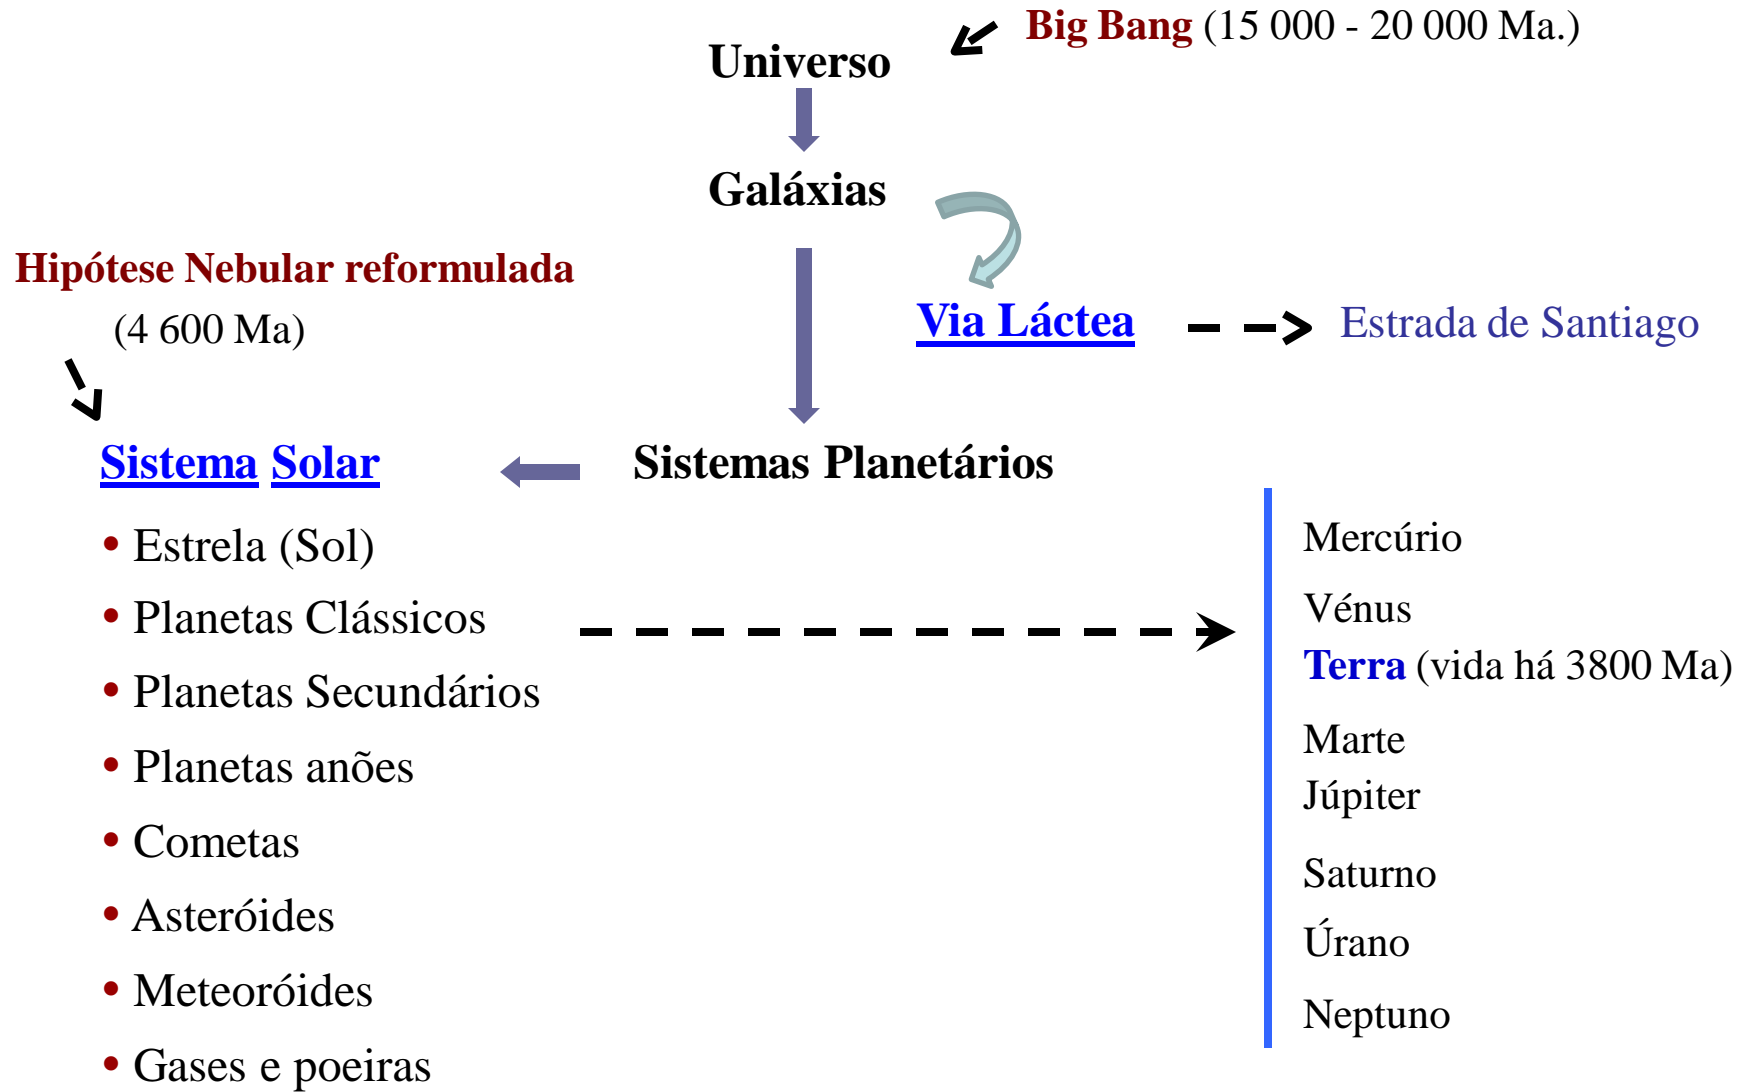 Big Bang (15 000 - 20 000 Ma.)
Universo
Galáxias
Hipótese Nebular reformulada
(4 600 Ma)
Via Láctea
Estrada de Santiago
Sistema Solar
Sistemas Planetários
• Estrela (Sol)
• Planetas Clássicos
• Planetas Secundários
• Planetas anões
• Cometas
• Asteróides
• Meteoróides
• Gases e poeiras
Mercúrio
Vénus
Terra (vida há 3800 Ma)
Marte
Júpiter
Saturno
Úrano
Neptuno